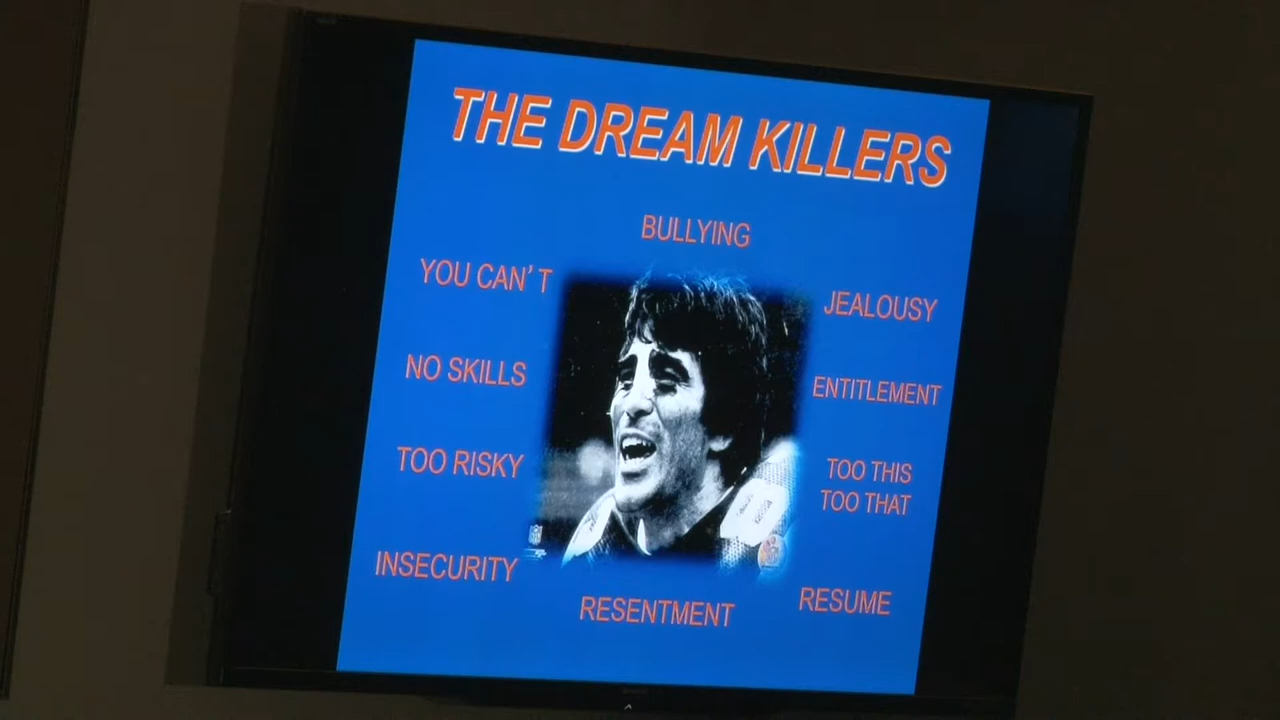 THE DREAM KILLERS
BULLYING
YOU CAN'T
JEALOUSY
NO SKILLS
ENTITLEMENT
TOO RISKY
TOO THIS
TOO THAT
INSECURITY
RESENTMENT
RESUME